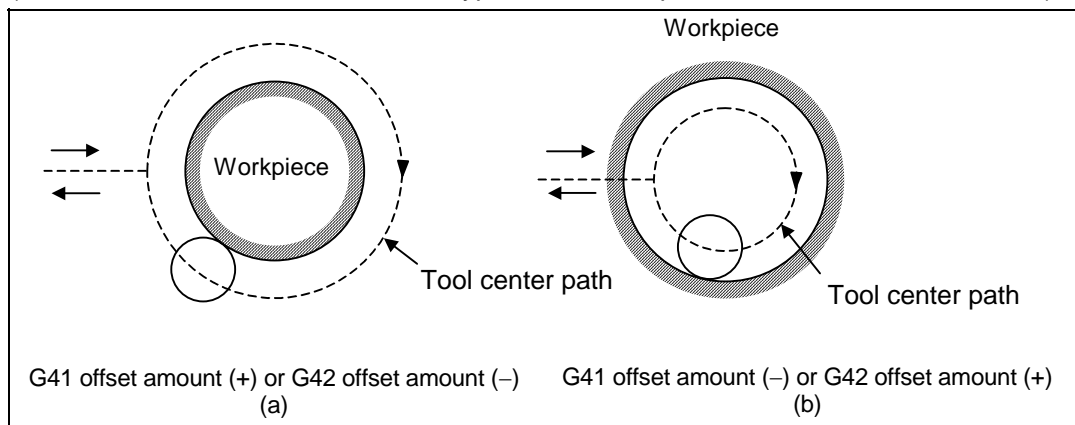 Workpiece
Workpiece
Tool center path
Tool center path
G41 offset amount (+) or G42 offset amount (−)
(a)
G41 offset amount (−) or G42 offset amount (+)
(b)